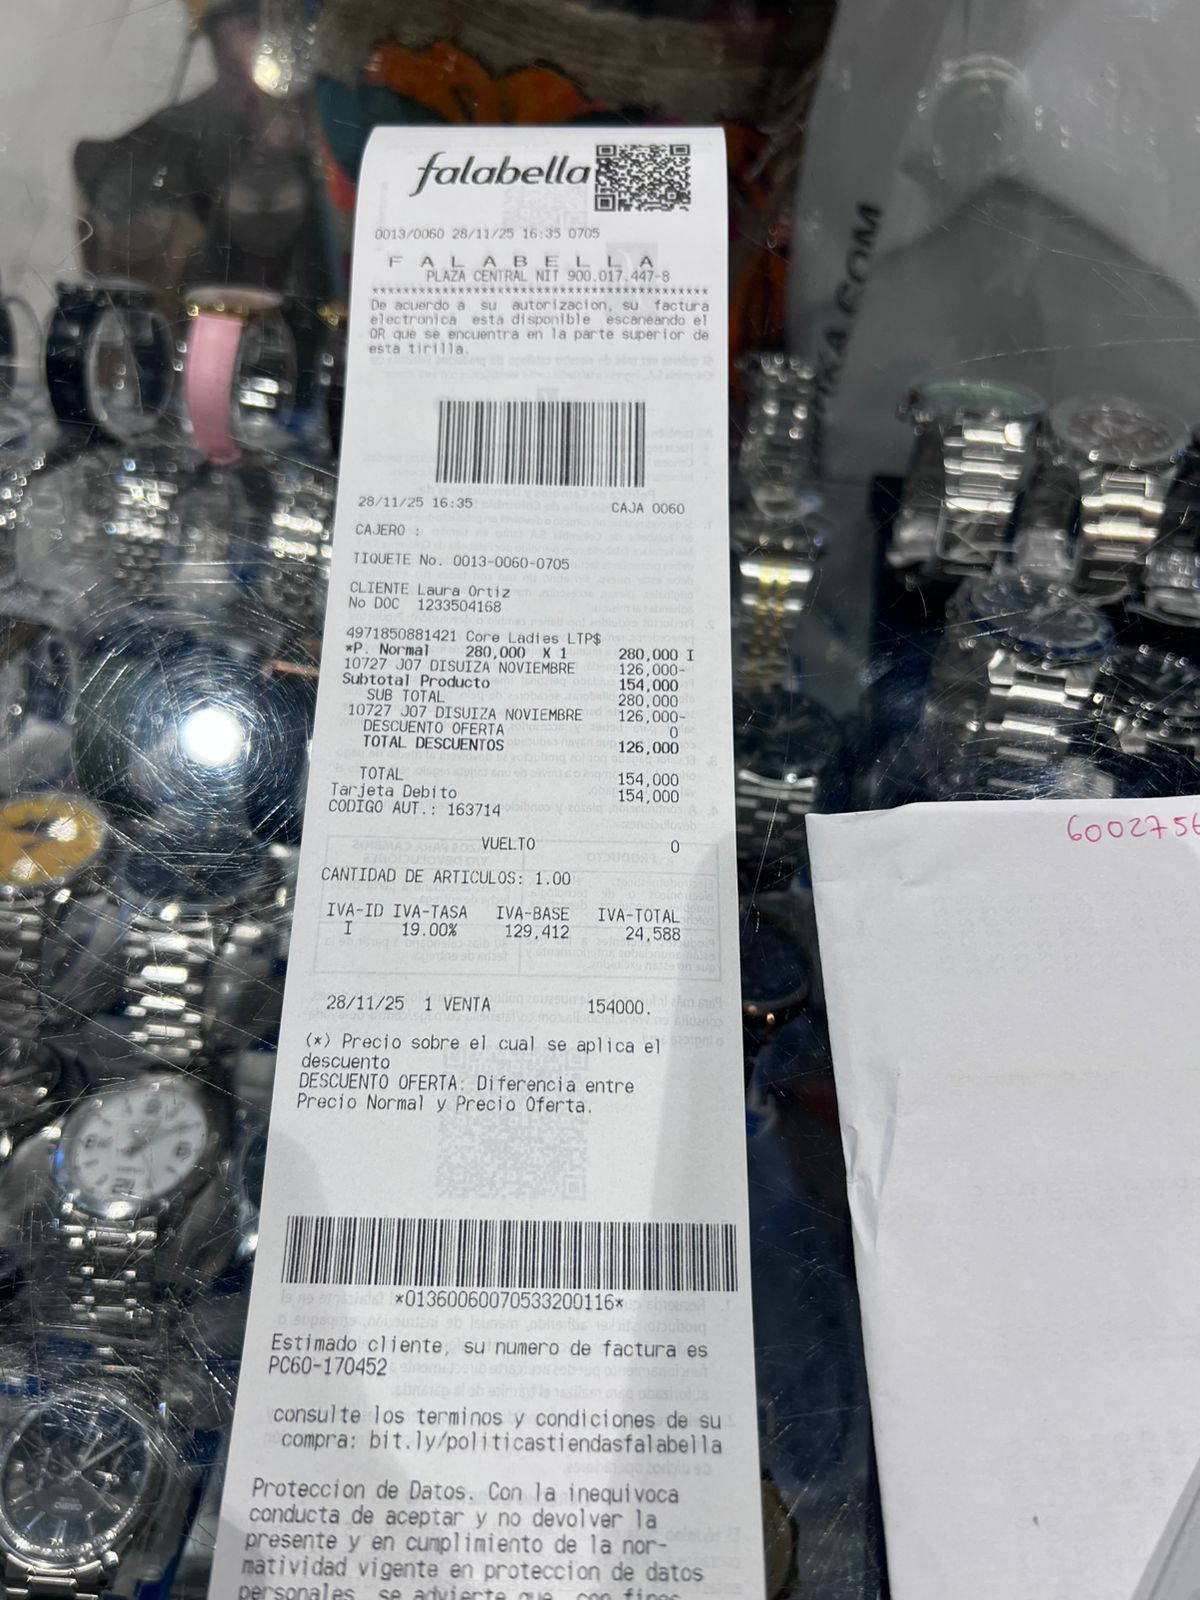 falabella
0013/0060 28/11/25 16:35 0705
F A L A B E L L A
PLAZA CENTRAL NIT 900.017.447-8
****************************************
De acuerdo a su autorizacion, su factura
electronica esta disponible escaneando el
QR que se encuentra en la parte superior de
esta tirilla.
28/11/25 16:35 CAJA 0060
CAJERO :
TIQUETE No. 0013-0060-0705
CLIENTE Laura Ortiz
No DOC 1233504168
4971850881421 Core Ladies LTP$
*P. Normal 280,000 X 1 280,000 I
10727 J07 DISUIZA NOVIEMBRE 126,000-
Subtotal Producto 154,000
SUB TOTAL 280,000
10727 J07 DISUIZA NOVIEMBRE 126,000-
DESCUENTO OFERTA 0
TOTAL DESCUENTOS 126,000
TOTAL 154,000
Tarjeta Debito 154,000
CODIGO AUT.: 163714
VUELTO 0
CANTIDAD DE ARTICULOS: 1.00
IVA-ID IVA-TASA IVA-BASE IVA-TOTAL
I 19.00% 129,412 24,588
28/11/25 1 VENTA 154000.
(*) Precio sobre el cual se aplica el
descuento
DESCUENTO OFERTA: Diferencia entre
Precio Normal y Precio Oferta.
*01360060070533200116*
Estimado cliente, su numero de factura es
PC60-170452
consulte los terminos y condiciones de su
compra: bit.ly/politicastiendasfalabella
Proteccion de Datos. Con la inequivoca
conducta de aceptar y no devolver la
presente y en cumplimiento de la nor-
matividad vigente en proteccion de datos
personales, se advierte que, con fines
6002756